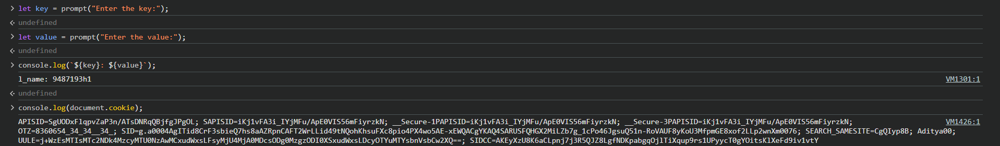 let key = prompt("Enter the key:");
undefined
let value = prompt("Enter the value:");
undefined
console.log(`${key}: ${value}`);
l_name: 9487193h1 VM1301:1
undefined
console.log(document.cookie);
APISID=SgUODxFlqpvZaP3n/ATsDNRqQBjfgJPgOL; SAPISID=iKj1vFA3i_IYjMFu/ApE0VIS56mFiyrzkN; __Secure-1PAPISID=iKj1vFA3i_IYjMFu/ApE0VIS56mFiyrzkN; __Secure-3PAPISID=iKj1vFA3i_IYjMFu/ApE0VIS56mFiyrzkN; VM1426:1
OTZ=8360654_34_34__34_; SID=g.a0004AgITid8CrF3sbieQ7hs8aAZRpnCAFT2WrLLid49tNQohKhsuFXc8pio4PX4wo5AE-xEWQACgYKAQ4SARUSFQHGX2MiLZb7g_1cPo46JgsuQ51n-RoVAUF8yKoU3MfpmGE8xof2LLp2wnXm0076; SEARCH_SAMESITE=CgQIyp8B; Aditya00;
UULE=j+WzEsMTIsMTc2NDk4MzcyMTU0NzAwMCxudWxsLFsyMjU4MjA0MDcsODg0MzgzODI0XSxudWxsLDcyOTYuMTYsbnVsbCw2XQ==; SIDCC=AKEyXzU8K6aCLpnj7j3R5QJZ8LgfNDKpabgqOjlTiXqup9rs1UPyycT0gYOitsKlXeFd9iv1vtY